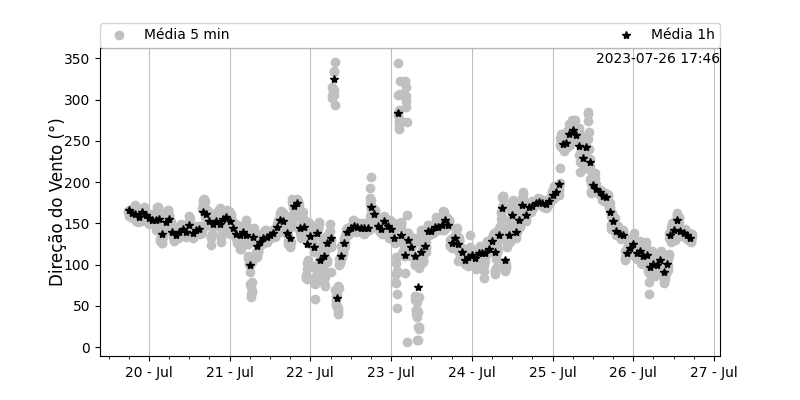 Média 5 min
Média 1h
2023-07-26 17:46
Direção do Vento (°)
350
300
250
200
150
100
50
0
20 - Jul
21 - Jul
22 - Jul
23 - Jul
24 - Jul
25 - Jul
26 - Jul
27 - Jul